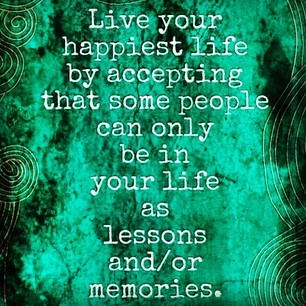 Live your
happiest life
by accepting
that some people
can only
be in
your life
as
lessons
and/or
memories.